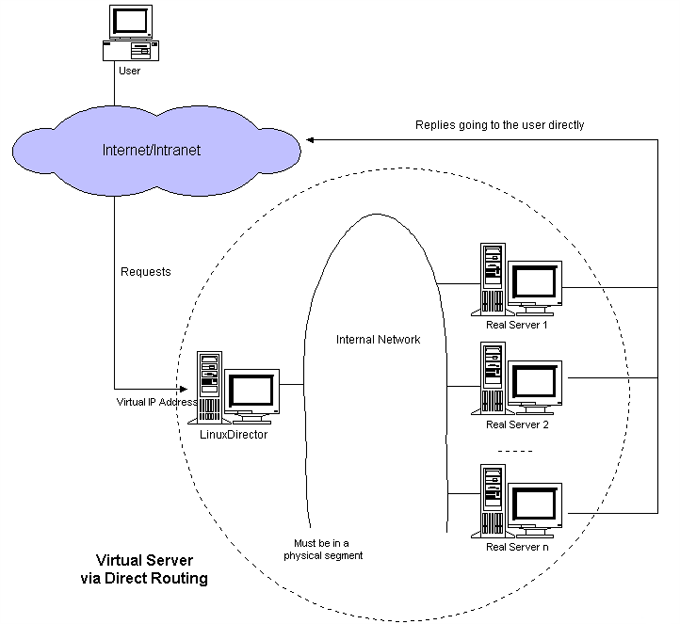 User
Internet/Intranet
Replies going to the user directly
Requests
Real Server 1
Internal Network
Virtual IP Address
LinuxDirector
Real Server 2
Must be in a
physical segment
Real Server n
Virtual Server
via Direct Routing